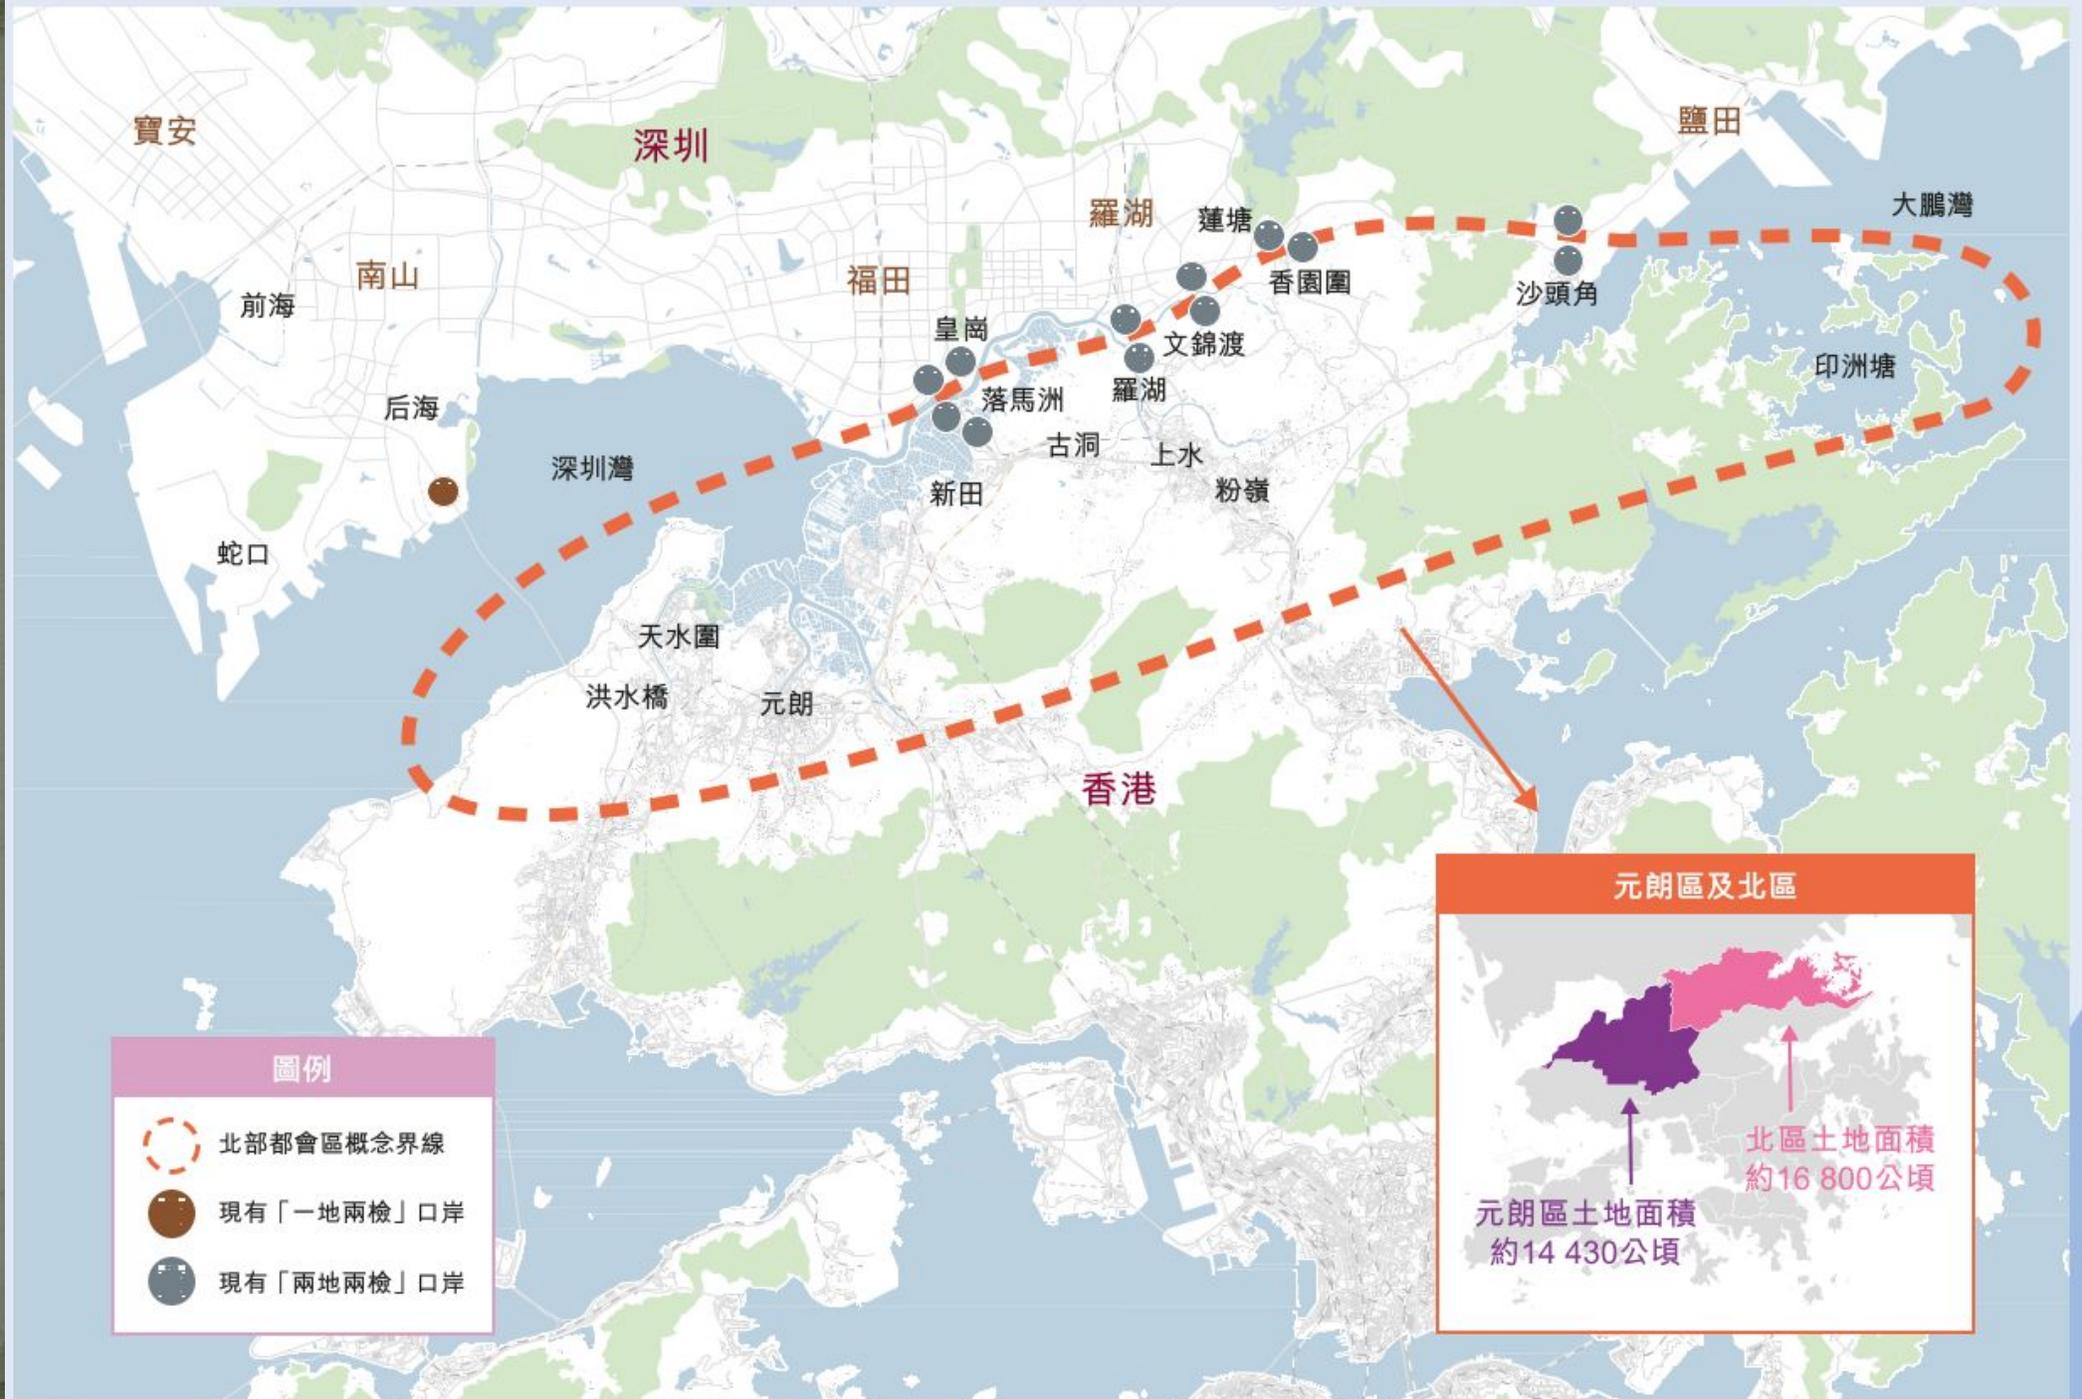 寶安
深圳
鹽田
大鵬灣
羅湖
蓮塘
南山
福田
香園圍
前海
沙頭角
皇崗
文錦渡
印洲塘
羅湖
落馬洲
后海
古洞
上水
深圳灣
新田
粉嶺
蛇口
天水圍
洪水橋
元朗
香港
元朗區及北區
北區土地面積
約16 800公頃
元朗區土地面積
約14 430公頃
圖例
北部都會區概念界線
現有「一地兩檢」口岸
現有「兩地兩檢」口岸